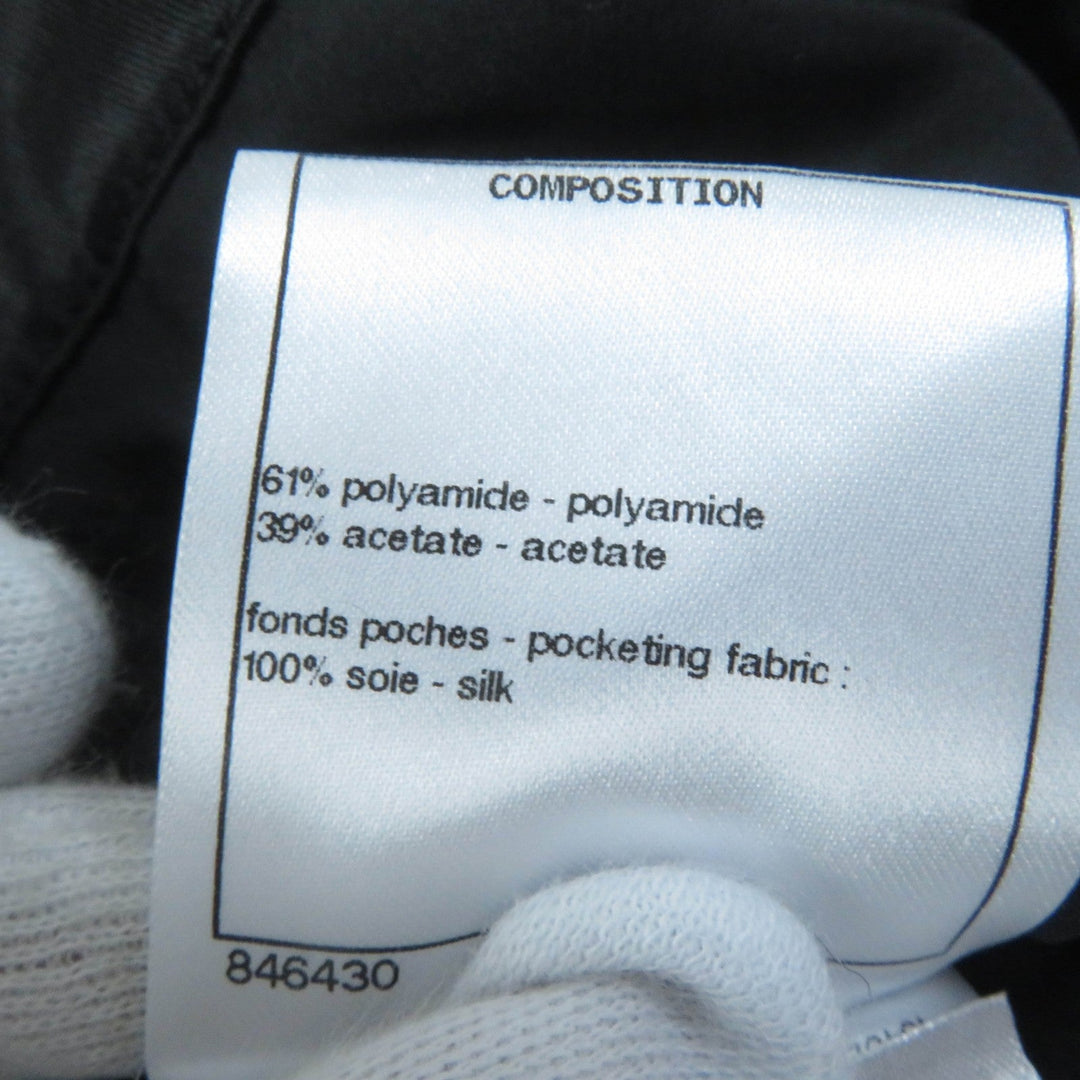 COMPOSITION
61% polyamide - polyamide
39% acetate - acetate
fonds poches - pocketing fabric :
100% soie - silk
846430